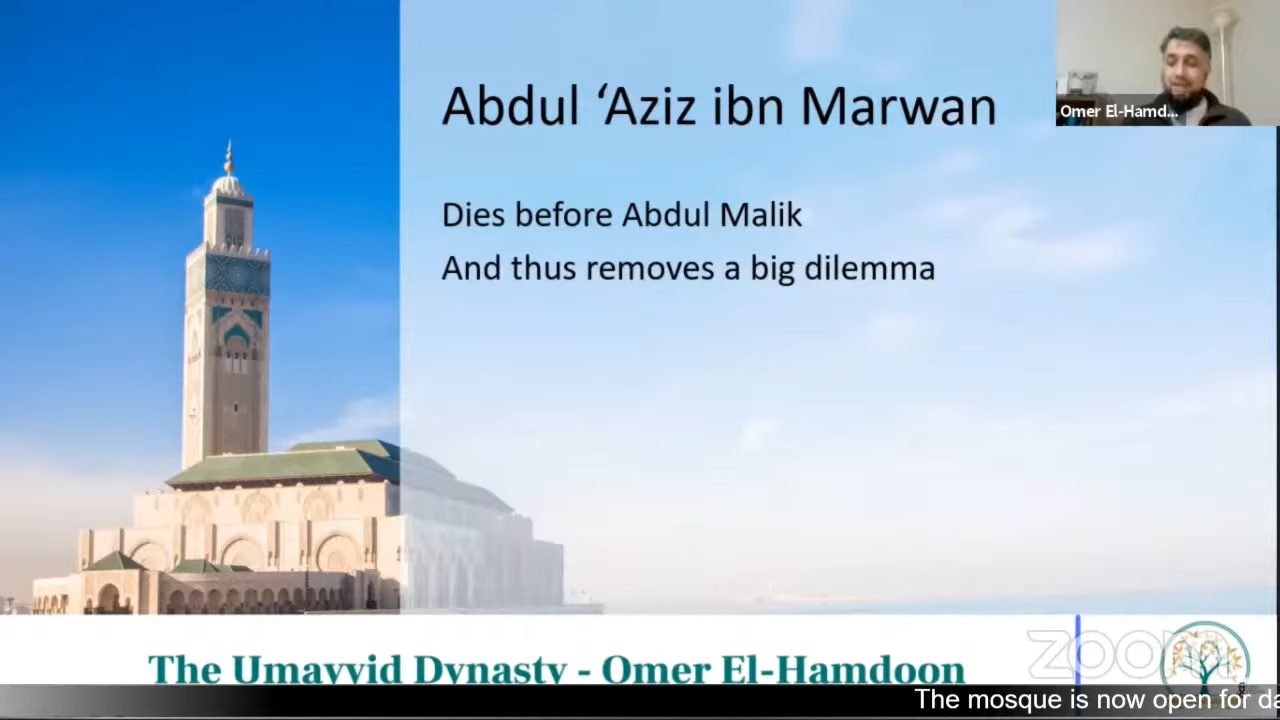 Abdul ‘Aziz ibn Marwan
Omer El-Hamd...
Dies before Abdul Malik
And thus removes a big dilemma
zoom
The Umayyid Dynasty - Omer El-Hamdoon
The mosque is now open for da